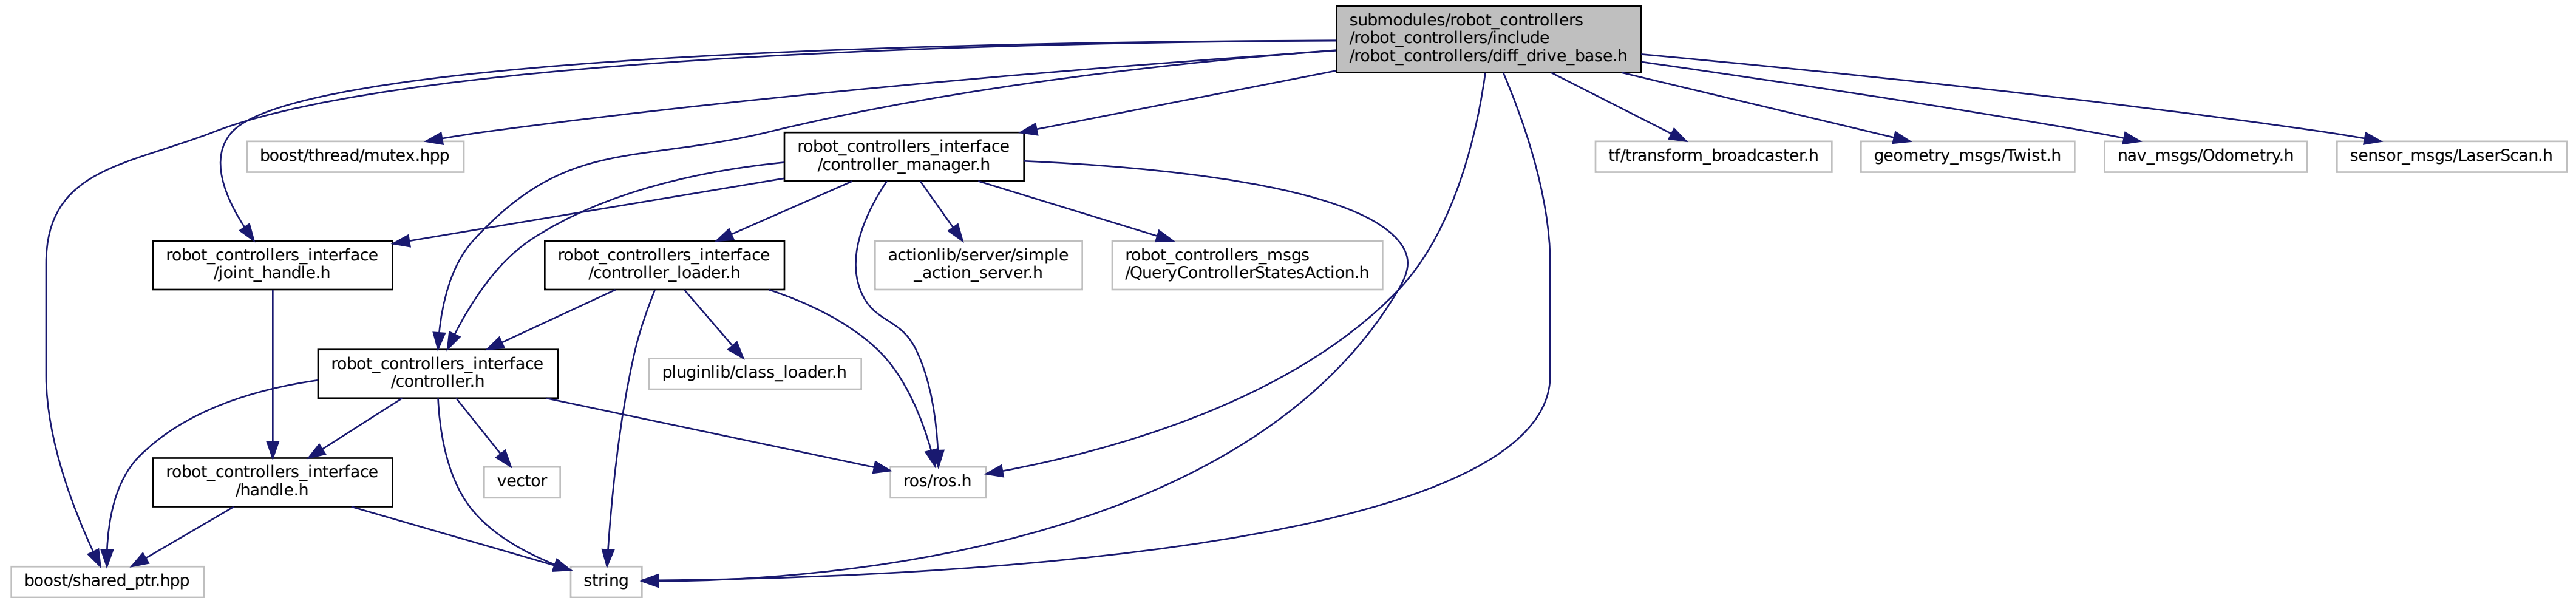 submodules/robot_controllers
/robot_controllers/include
/robot_controllers/diff_drive_base.h
boost/thread/mutex.hpp
robot_controllers_interface
/controller_manager.h
tf/transform_broadcaster.h
geometry_msgs/Twist.h
nav_msgs/Odometry.h
sensor_msgs/LaserScan.h
robot_controllers_interface
/joint_handle.h
robot_controllers_interface
/controller_loader.h
actionlib/server/simple
_action_server.h
robot_controllers_msgs
/QueryControllerStatesAction.h
robot_controllers_interface
/controller.h
pluginlib/class_loader.h
robot_controllers_interface
/handle.h
vector
ros/ros.h
boost/shared_ptr.hpp
string